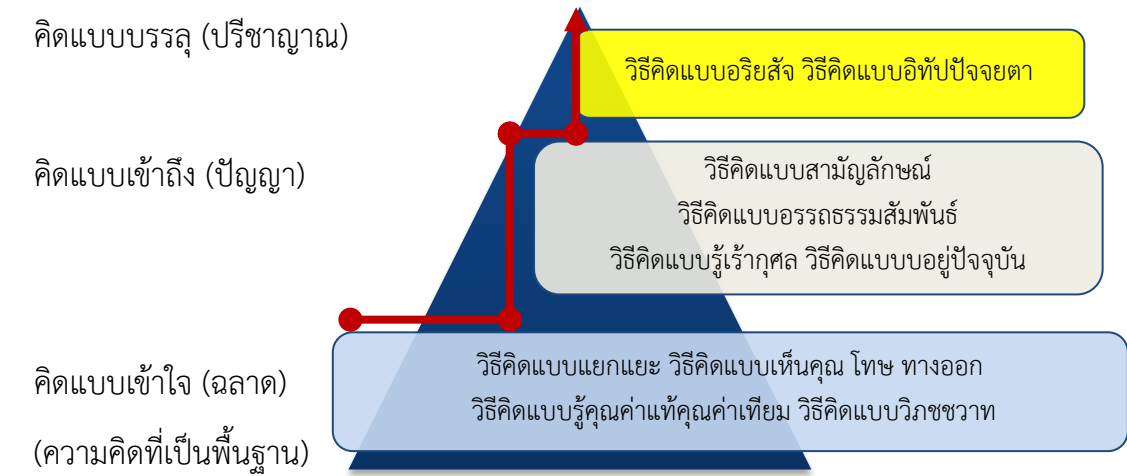 คิดแบบบรรลุ (ปรีชาญาณ)
วิธีคิดแบบอริยสัจ วิธีคิดแบบอิทัปปัจจยตา
คิดแบบเข้าถึง (ปัญญา)
วิธีคิดแบบสามัญลักษณ์
วิธีคิดแบบอรรถธรรมสัมพันธ์
วิธีคิดแบบรู้เร้ากุศล วิธีคิดแบบบอยู่ปัจจุบัน
คิดแบบเข้าใจ (ฉลาด)
(ความคิดที่เป็นพื้นฐาน)
วิธีคิดแบบแยกแยะ วิธีคิดแบบเห็นคุณ โทษ ทางออก
วิธีคิดแบบรู้คุณค่าแท้คุณค่าเทียม วิธีคิดแบบวิภชชวาท